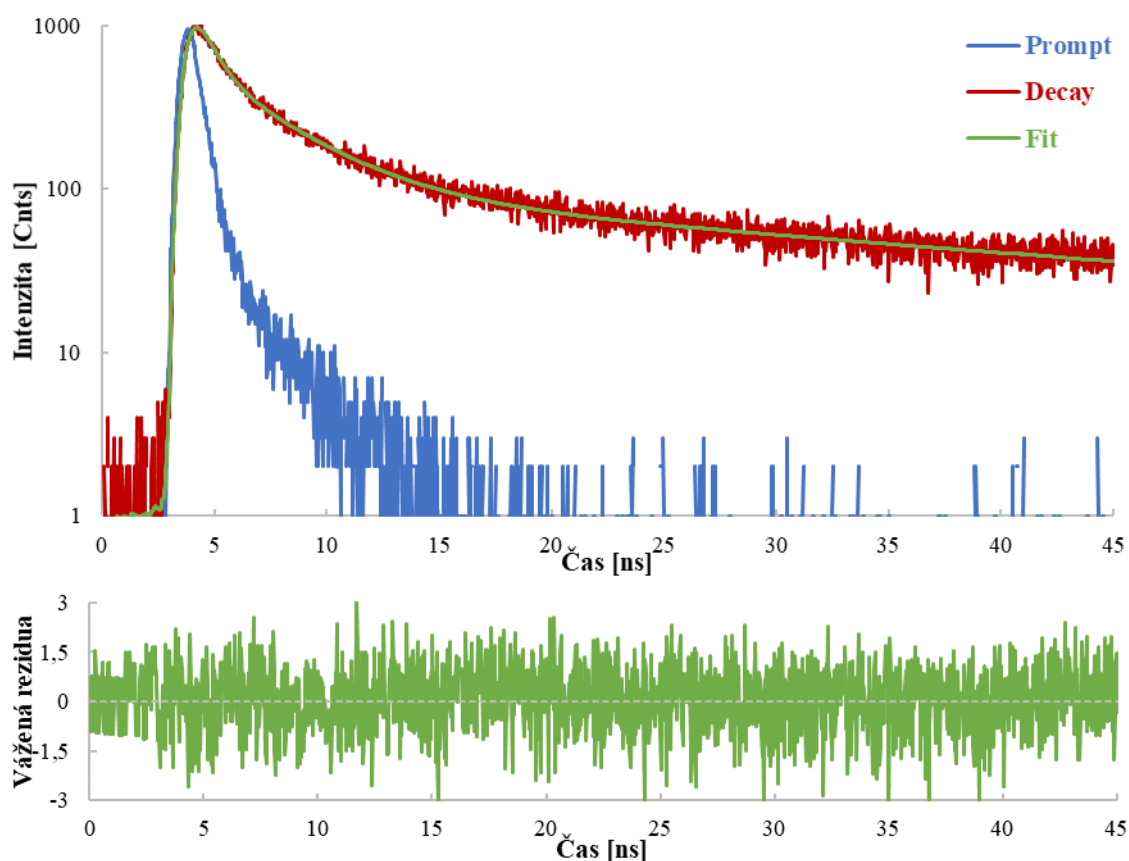 1000
100
10
1
Intenzita [Cnts]
Prompt
Decay
Fit
0 5 10 15 20 25 30 35 40 45
Čas [ns]
3
1,5
0
-1,5
-3
Vážená rezidua
0 5 10 15 20 25 30 35 40 45
Čas [ns]